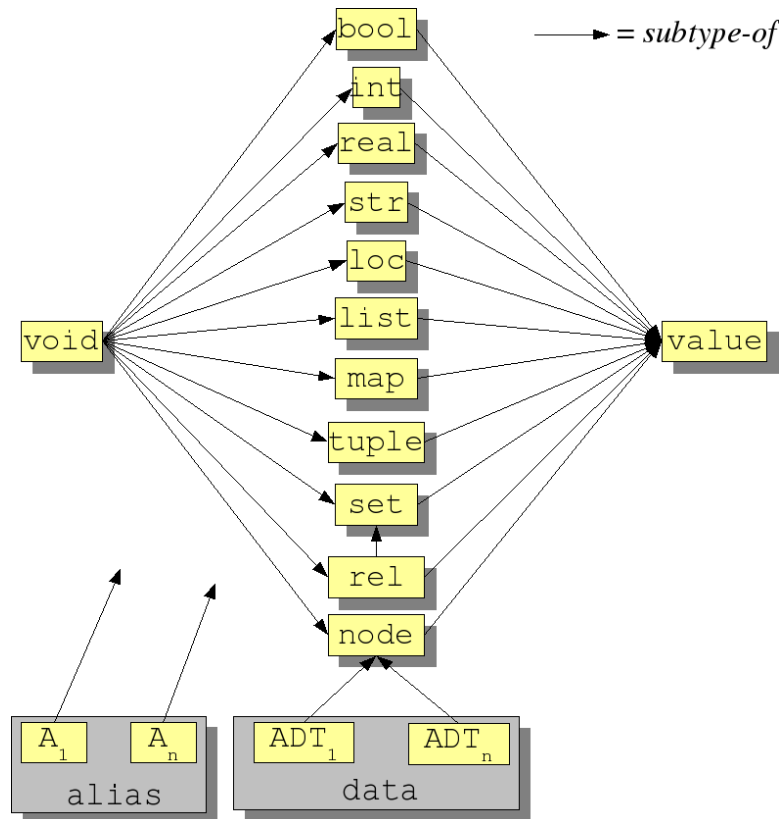 bool
= subtype-of
int
real
str
loc
list
void
value
map
tuple
set
rel
node
A1
An
ADT1
ADTn
alias
data